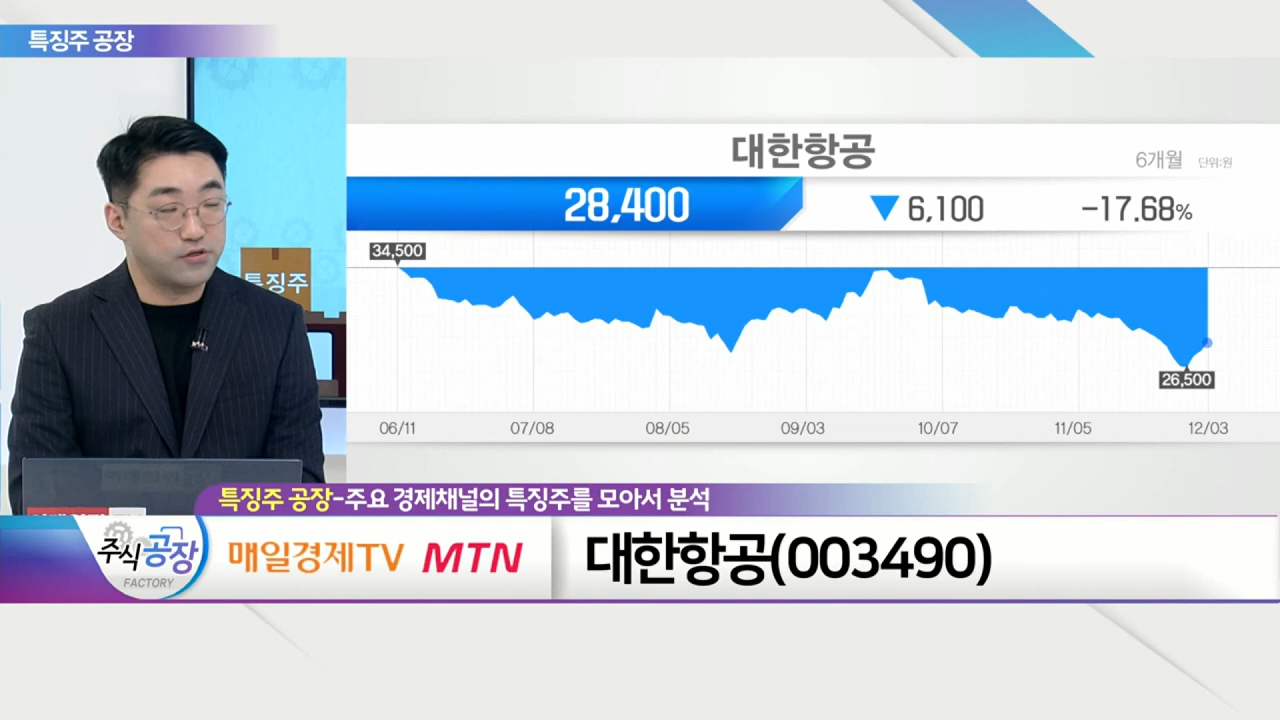 특징주 공장
특징주
대한항공
6개월 단위:원
28,400 ▼ 6,100 -17.68%
34,500
26,500
06/11 07/08 08/05 09/03 10/07 11/05 12/03
특징주 공장-주요 경제채널의 특징주를 모아서 분석
주식공장
FACTORY
매일경제TV MTN
대한항공(003490)